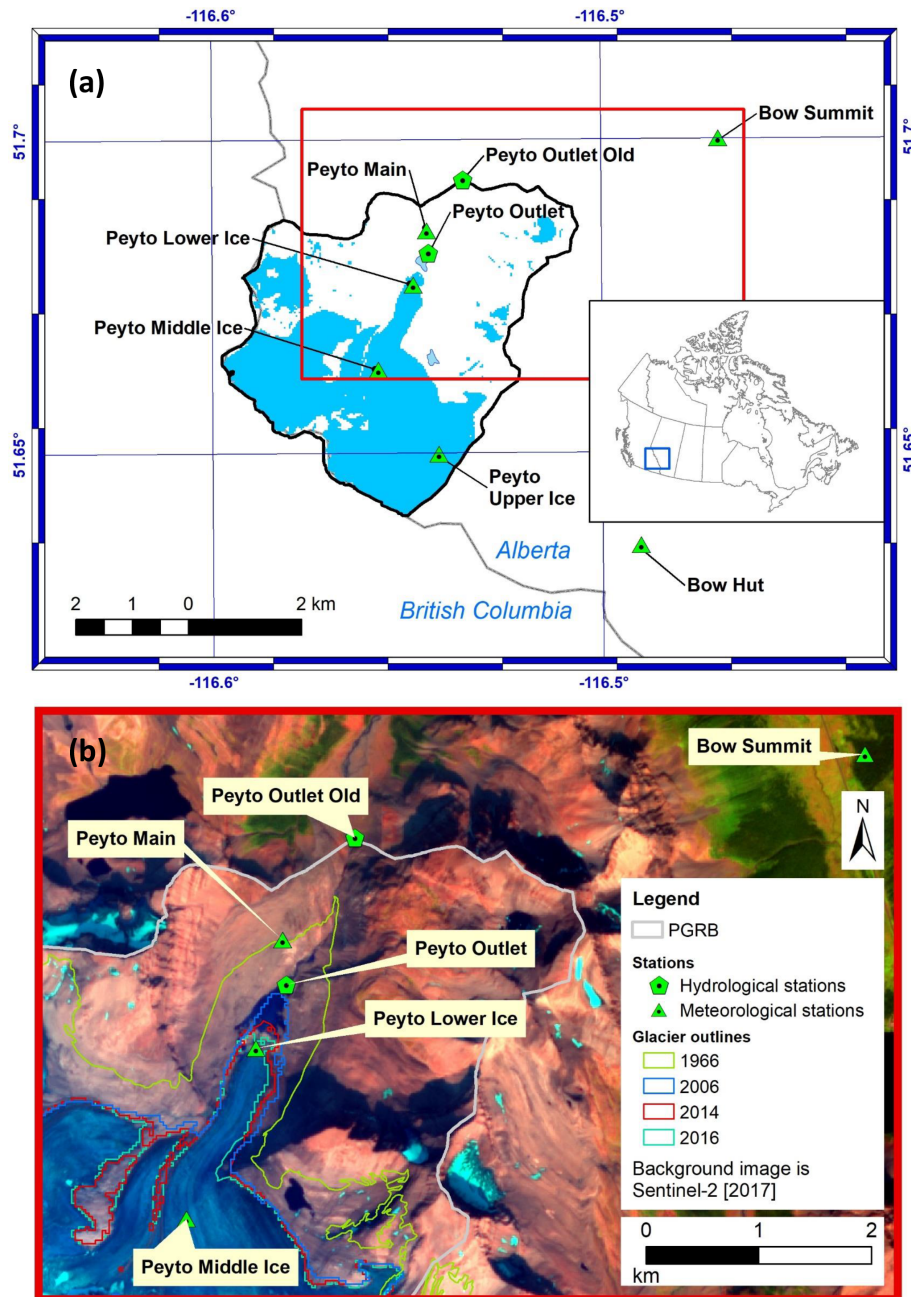 -116.6°
-116.5°
(a)
Bow Summit
51.7°
51.7°
Peyto Outlet Old
Peyto Main
Peyto Outlet
Peyto Lower Ice
Peyto Middle Ice
51.65°
51.65°
Peyto
Upper Ice
Alberta
Bow Hut
2 1 0 2 km
British Columbia
-116.6°
-116.5°
(b)
Bow Summit
Peyto Outlet Old
N
Peyto Main
Legend
PGRB
Peyto Outlet
Stations
Hydrological stations
Meteorological stations
Peyto Lower Ice
Glacier outlines
1966
2006
2014
2016
Background image is
Sentinel-2 [2017]
0 1 2
km
Peyto Middle Ice